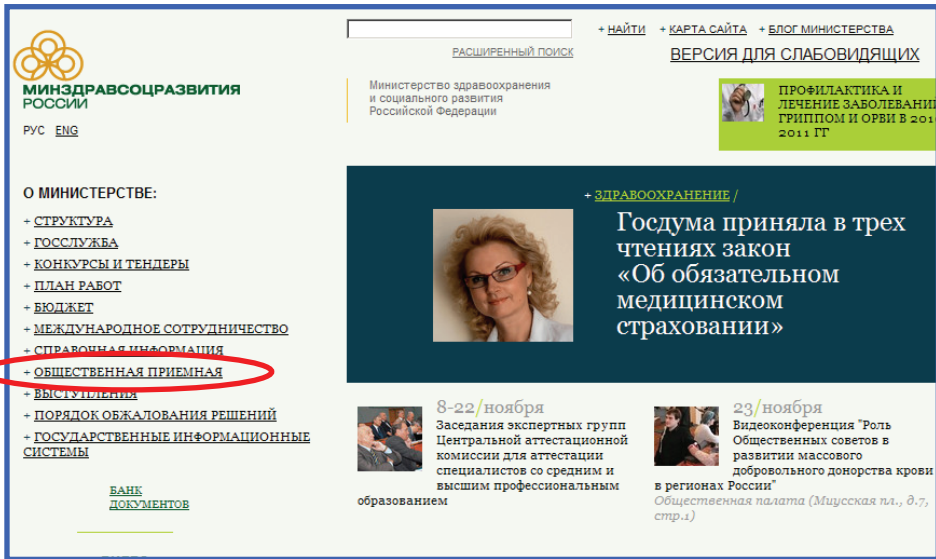 + НАЙТИ + КАРТА САЙТА + БЛОГ МИНИСТЕРСТВА
РАСШИРЕННЫЙ ПОИСК
ВЕРСИЯ ДЛЯ СЛАБОВИДЯЩИХ
МИНЗДРАВСОЦРАЗВИТИЯ
РОССИИ
РУС ENG
Министерство здравоохранения
и социального развития
Российской Федерации
ПРОФИЛАКТИКА И
ЛЕЧЕНИЕ ЗАБОЛЕВАНИ
ГРИППОМ И ОРВИ В 201
2011 ГГ
О МИНИСТЕРСТВЕ:
+ СТРУКТУРА
+ ГОССЛУЖБА
+ КОНКУРСЫ И ТЕНДЕРЫ
+ ПЛАН РАБОТ
+ БЮДЖЕТ
+ МЕЖДУНАРОДНОЕ СОТРУДНИЧЕСТВО
+ СПРАВОЧНАЯ ИНФОРМАЦИЯ
+ ОБЩЕСТВЕННАЯ ПРИЕМНАЯ
+ ВЫСТУПЛЕНИЯ
+ ПОРЯДОК ОБЖАЛОВАНИЯ РЕШЕНИЙ
+ ГОСУДАРСТВЕННЫЕ ИНФОРМАЦИОННЫЕ
СИСТЕМЫ
БАНК
ДОКУМЕНТОВ
+ ЗДРАВООХРАНЕНИЕ /
Госдума приняла в трех
чтениях закон
«Об обязательном
медицинском
страховании»
8-22/ноября
Заседания экспертных групп
Центральной аттестационной
комиссии для аттестации
специалистов со средним и
высшим профессиональным
образованием
23/ноября
Видеоконференция "Роль
Общественных советов в
развитии массового
добровольного донорства крови
в регионах России"
Общественная палата (Миусская пл., д.7,
стр.1)